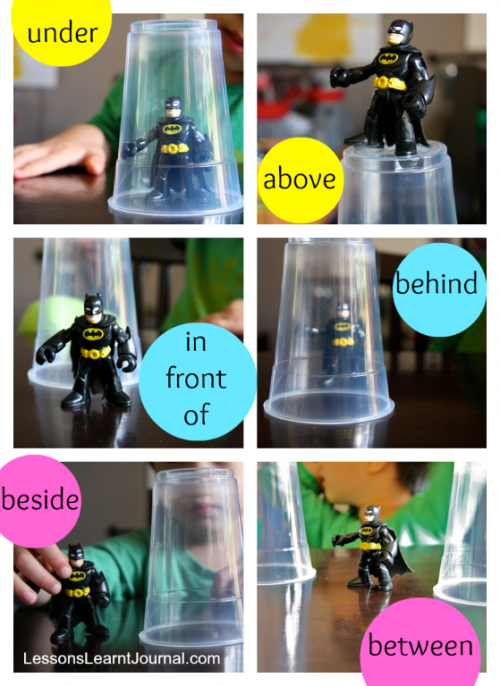 under
above
in
front
of
behind
beside
between
LessonsLearntJournal.com